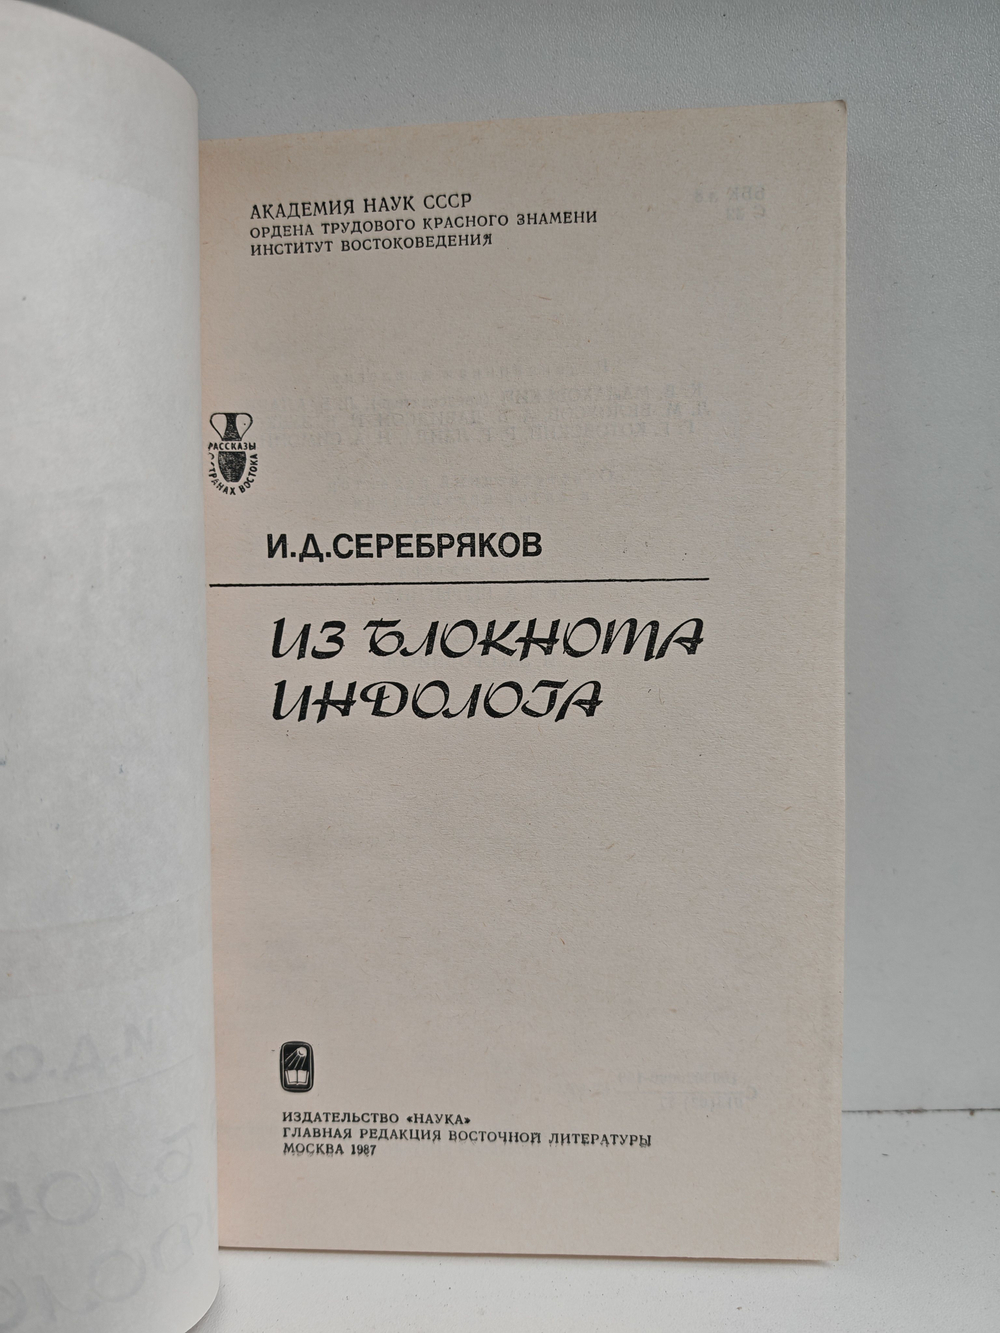 АКАДЕМИЯ НАУК СССР
ОРДЕНА ТРУДОВОГО КРАСНОГО ЗНАМЕНИ
ИНСТИТУТ ВОСТОКОВЕДЕНИЯ
РАССКАЗЫ
О СТРАНАХ ВОСТОКА
И.Д.СЕРЕБРЯКОВ
ИЗ БЛОКНОТА
ИНДОЛОГА
ИЗДАТЕЛЬСТВО «НАУКА»
ГЛАВНАЯ РЕДАКЦИЯ ВОСТОЧНОЙ ЛИТЕРАТУРЫ
МОСКВА 1987